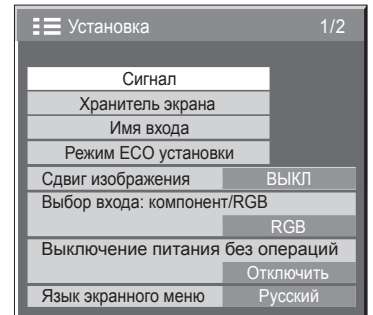 Установка 1/2
Сигнал
Хранитель экрана
Имя входа
Режим ECO установки
Сдвиг изображения ВЫКЛ
Выбор входа: компонент/RGB
RGB
Выключение питания без операций
Отключить
Язык экранного меню Русский